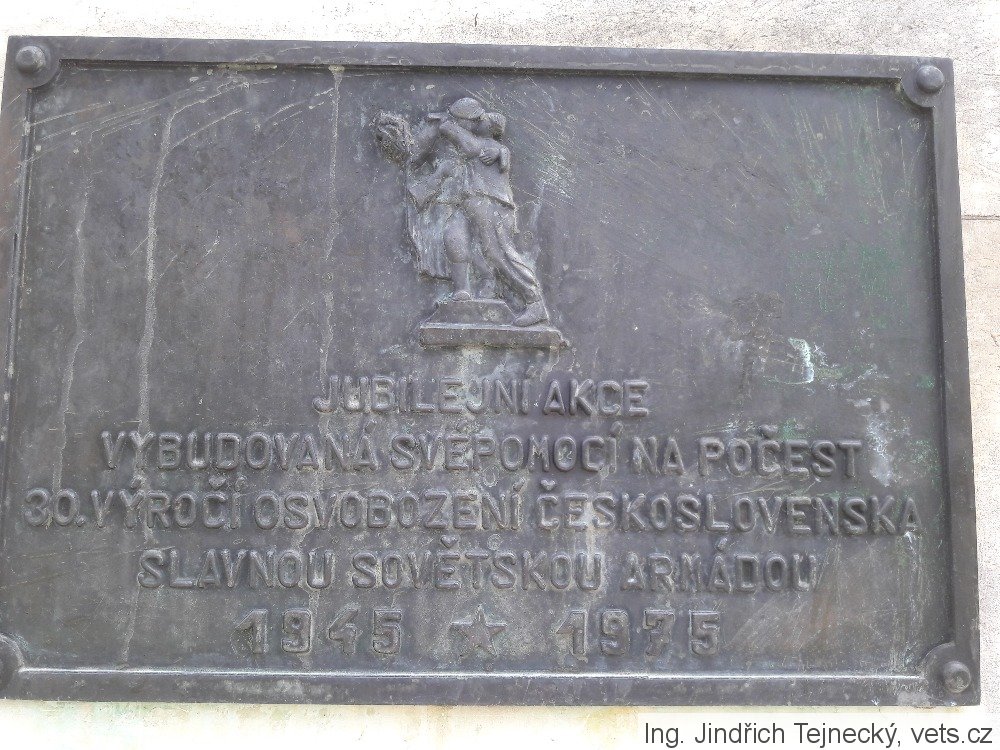 JUBILEJNÍ AKCE
VYBUDOVANÁ SVÉPOMOCÍ NA POČEST
30. VÝROČÍ OSVOBOZENÍ ČESKOSLOVENSKA
SLAVNOU SOVĚTSKOU ARMÁDOU
1945 ★ 1975
Ing. Jindřich Tejnecký, vets.cz